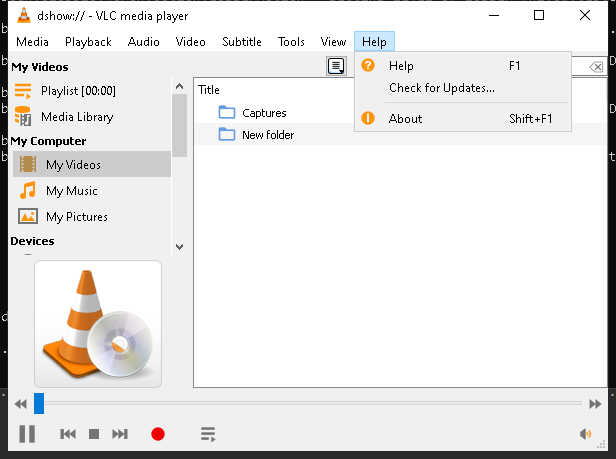 dshow:// - VLC media player
Media Playback Audio Video Subtitle Tools View Help
My Videos
Playlist [00:00]
Media Library
My Computer
My Videos
My Music
My Pictures
Devices
Title
Captures
New folder
Help F1
Check for Updates...
About Shift+F1